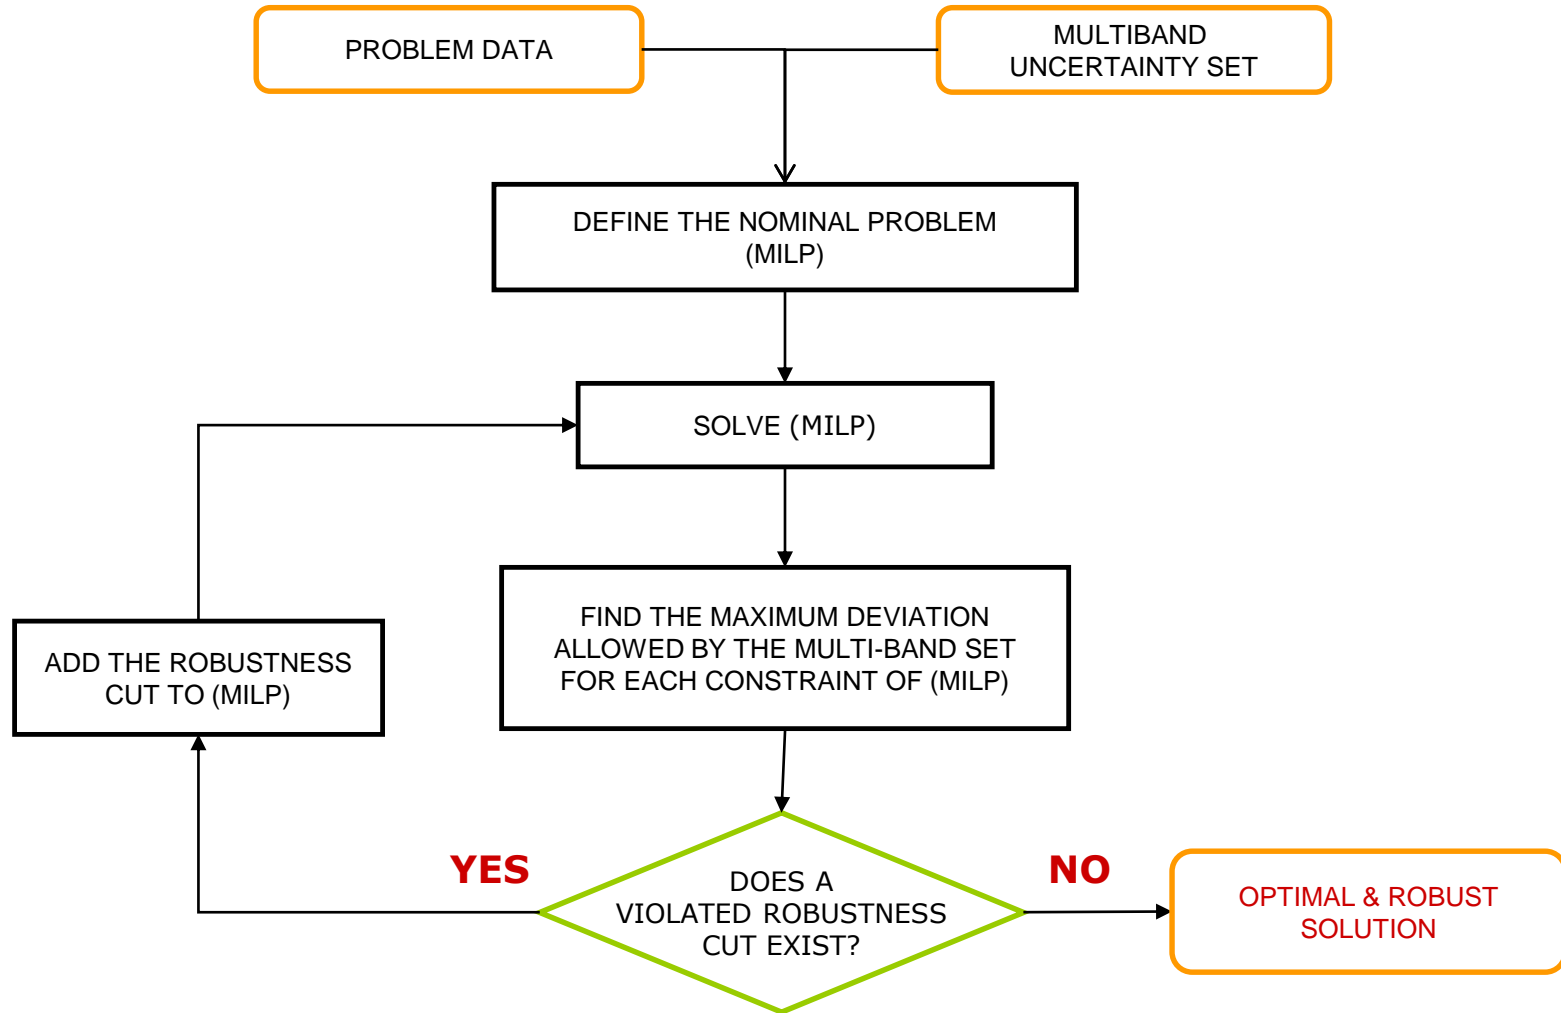 PROBLEM DATA
MULTIBAND
UNCERTAINTY SET
DEFINE THE NOMINAL PROBLEM
(MILP)
SOLVE (MILP)
FIND THE MAXIMUM DEVIATION
ALLOWED BY THE MULTI-BAND SET
FOR EACH CONSTRAINT OF (MILP)
ADD THE ROBUSTNESS
CUT TO (MILP)
YES
DOES A
VIOLATED ROBUSTNESS
CUT EXIST?
NO
OPTIMAL & ROBUST
SOLUTION